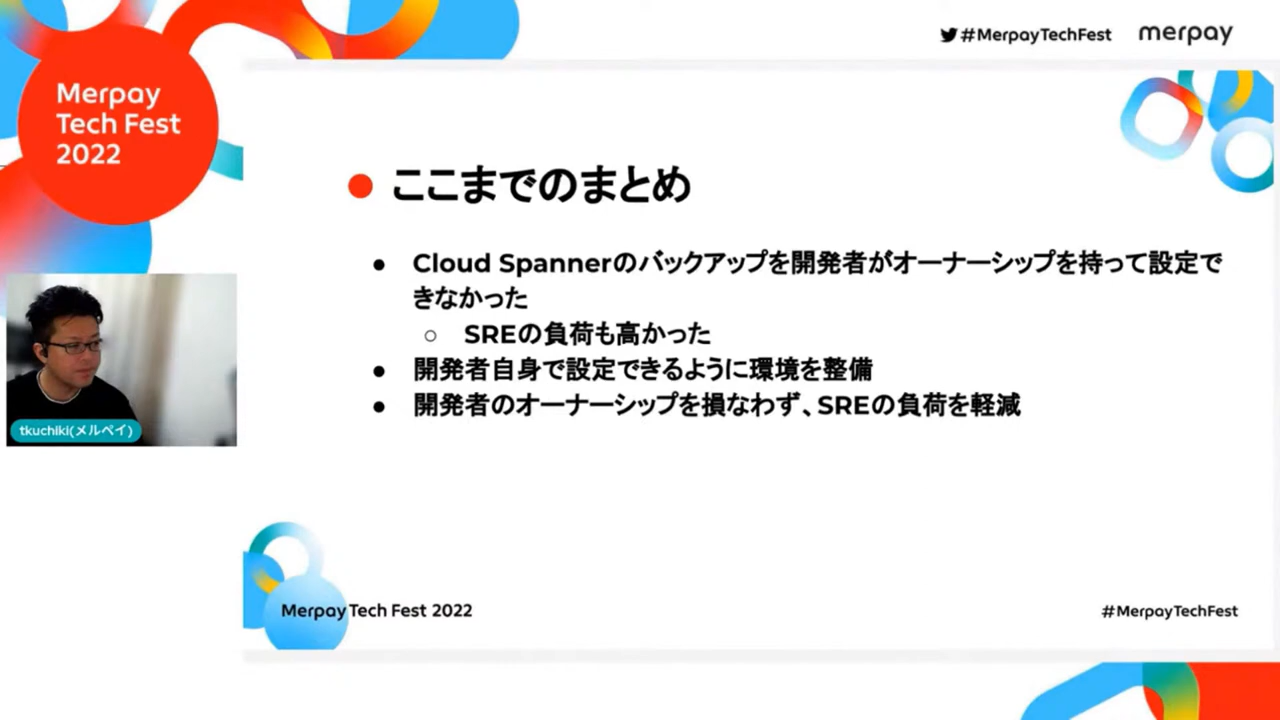 #MerpayTechFest
merpay
Merpay
Tech Fest
2022
ここまでのまとめ
● Cloud Spannerのバックアップを開発者がオーナーシップを持って設定で
きなかった
○ SREの負荷も高かった
● 開発者自身で設定できるように環境を整備
● 開発者のオーナーシップを損なわず、SREの負荷を軽減
tkuchiki(メルペイ)
Merpay Tech Fest 2022
#MerpayTechFest